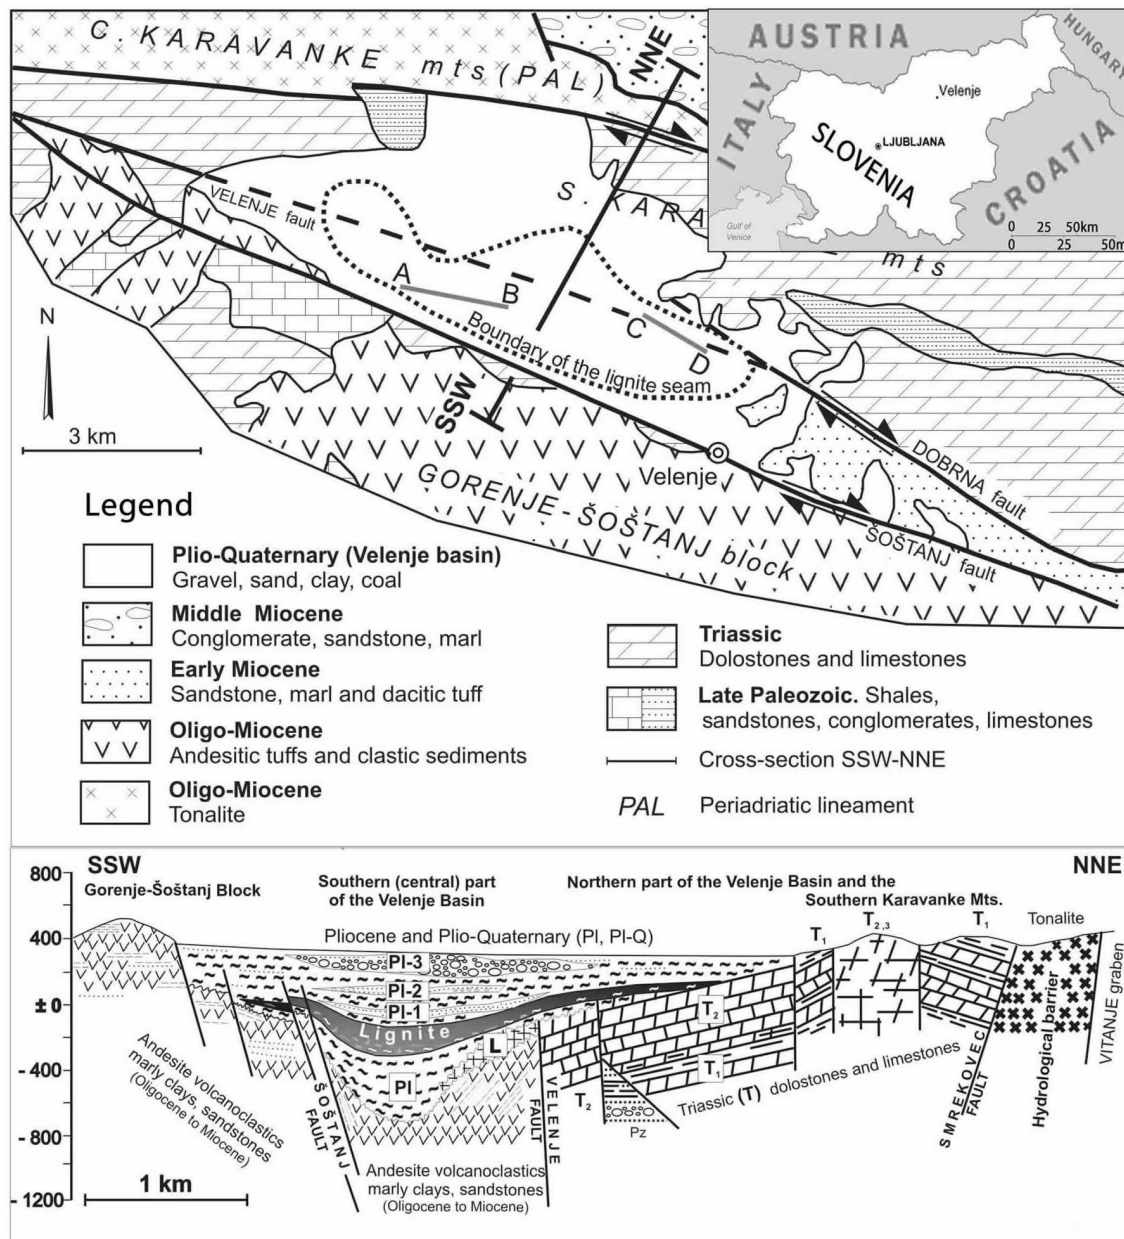 C. KARAVANKE mts (PAL)
NNE
AUSTRIA
HUNGARY
ITALY
Velenje
LJUBLJANA
SLOVENIA
CROATIA
Gulf of
Venice
0 25 50km
0 25 50m
S. KARA
mts
VELENJE fault
A
B
C
D
Boundary of the lignite seam
SSW
N
3 km
Velenje
GORENJE-ŠOŠTANJ block
DOBRNA fault
ŠOŠTANJ fault
Legend
Plio-Quaternary (Velenje basin)
Gravel, sand, clay, coal
Middle Miocene
Conglomerate, sandstone, marl
Early Miocene
Sandstone, marl and dacitic tuff
Oligo-Miocene
Andesitic tuffs and clastic sediments
Oligo-Miocene
Tonalite
Triassic
Dolostones and limestones
Late Paleozoic. Shales,
sandstones, conglomerates, limestones
Cross-section SSW-NNE
PAL Periadriatic lineament
SSW
NNE
Gorenje-Šoštanj Block
Southern (central) part
of the Velenje Basin
Northern part of the Velenje Basin and the
Southern Karavanke Mts.
800
400
± 0
- 400
- 800
- 1200
Pliocene and Plio-Quaternary (Pl, Pl-Q)
T1
T2,3
T1
Tonalite
Pl-3
Pl-2
Pl-1
Lignite
L
Pl
T2
T1
T2
Pz
Andesite volcanoclastics
marly clays, sandstones
(Oligocene to Miocene)
ŠOŠTANJ
FAULT
Andesite volcanoclastics
marly clays, sandstones
(Oligocene to Miocene)
VELENJE
FAULT
Triassic (T) dolostones and limestones
SMREKOVEC
FAULT
Hydrological barrier
VITANJE graben
1 km